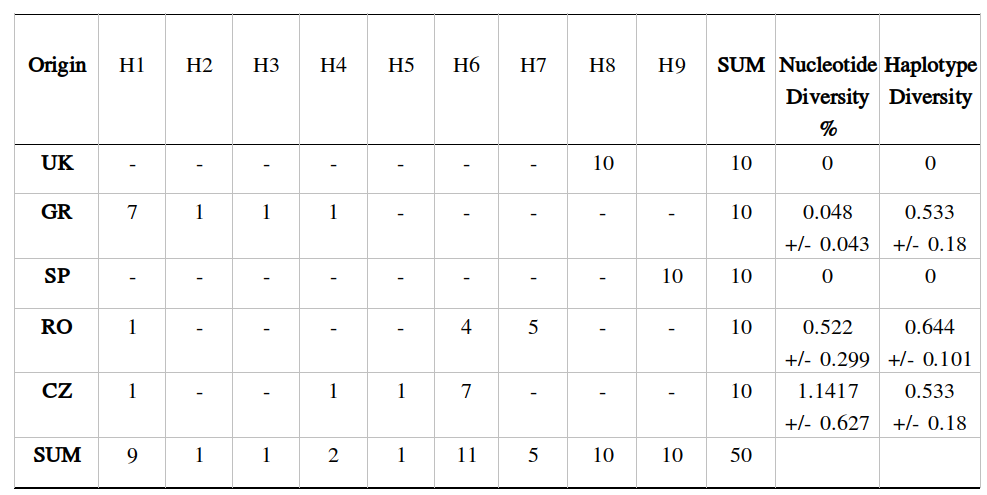 Origin H1 H2 H3 H4 H5 H6 H7 H8 H9 SUM Nucleotide Haplotype
Diversity Diversity
%
UK - - - - - - - 10 10 0 0
GR 7 1 1 1 - - - - - 10 0.048 0.533
+/- 0.043 +/- 0.18
SP - - - - - - - - 10 10 0 0
RO 1 - - - - 4 5 - - 10 0.522 0.644
+/- 0.299 +/- 0.101
CZ 1 - - 1 1 7 - - - 10 1.1417 0.533
+/- 0.627 +/- 0.18
SUM 9 1 1 2 1 11 5 10 10 50